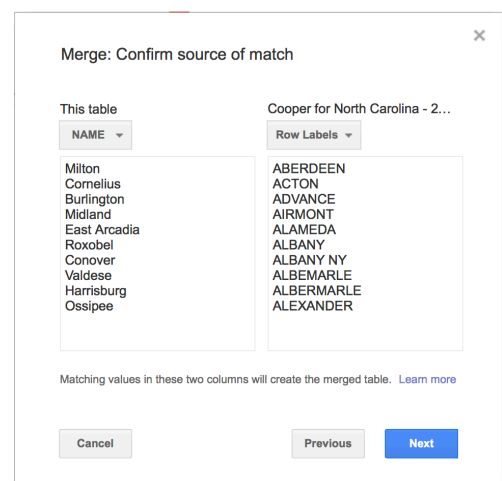 Merge: Confirm source of match
This table
NAME
Milton
Cornelius
Burlington
Midland
East Arcadia
Roxobel
Conover
Valdese
Harrisburg
Ossipee
Cooper for North Carolina - 2...
Row Labels
ABERDEEN
ACTON
ADVANCE
AIRMONT
ALAMEDA
ALBANY
ALBANY NY
ALBEMARLE
ALBERMARLE
ALEXANDER
Matching values in these two columns will create the merged table. Learn more
Cancel
Previous
Next